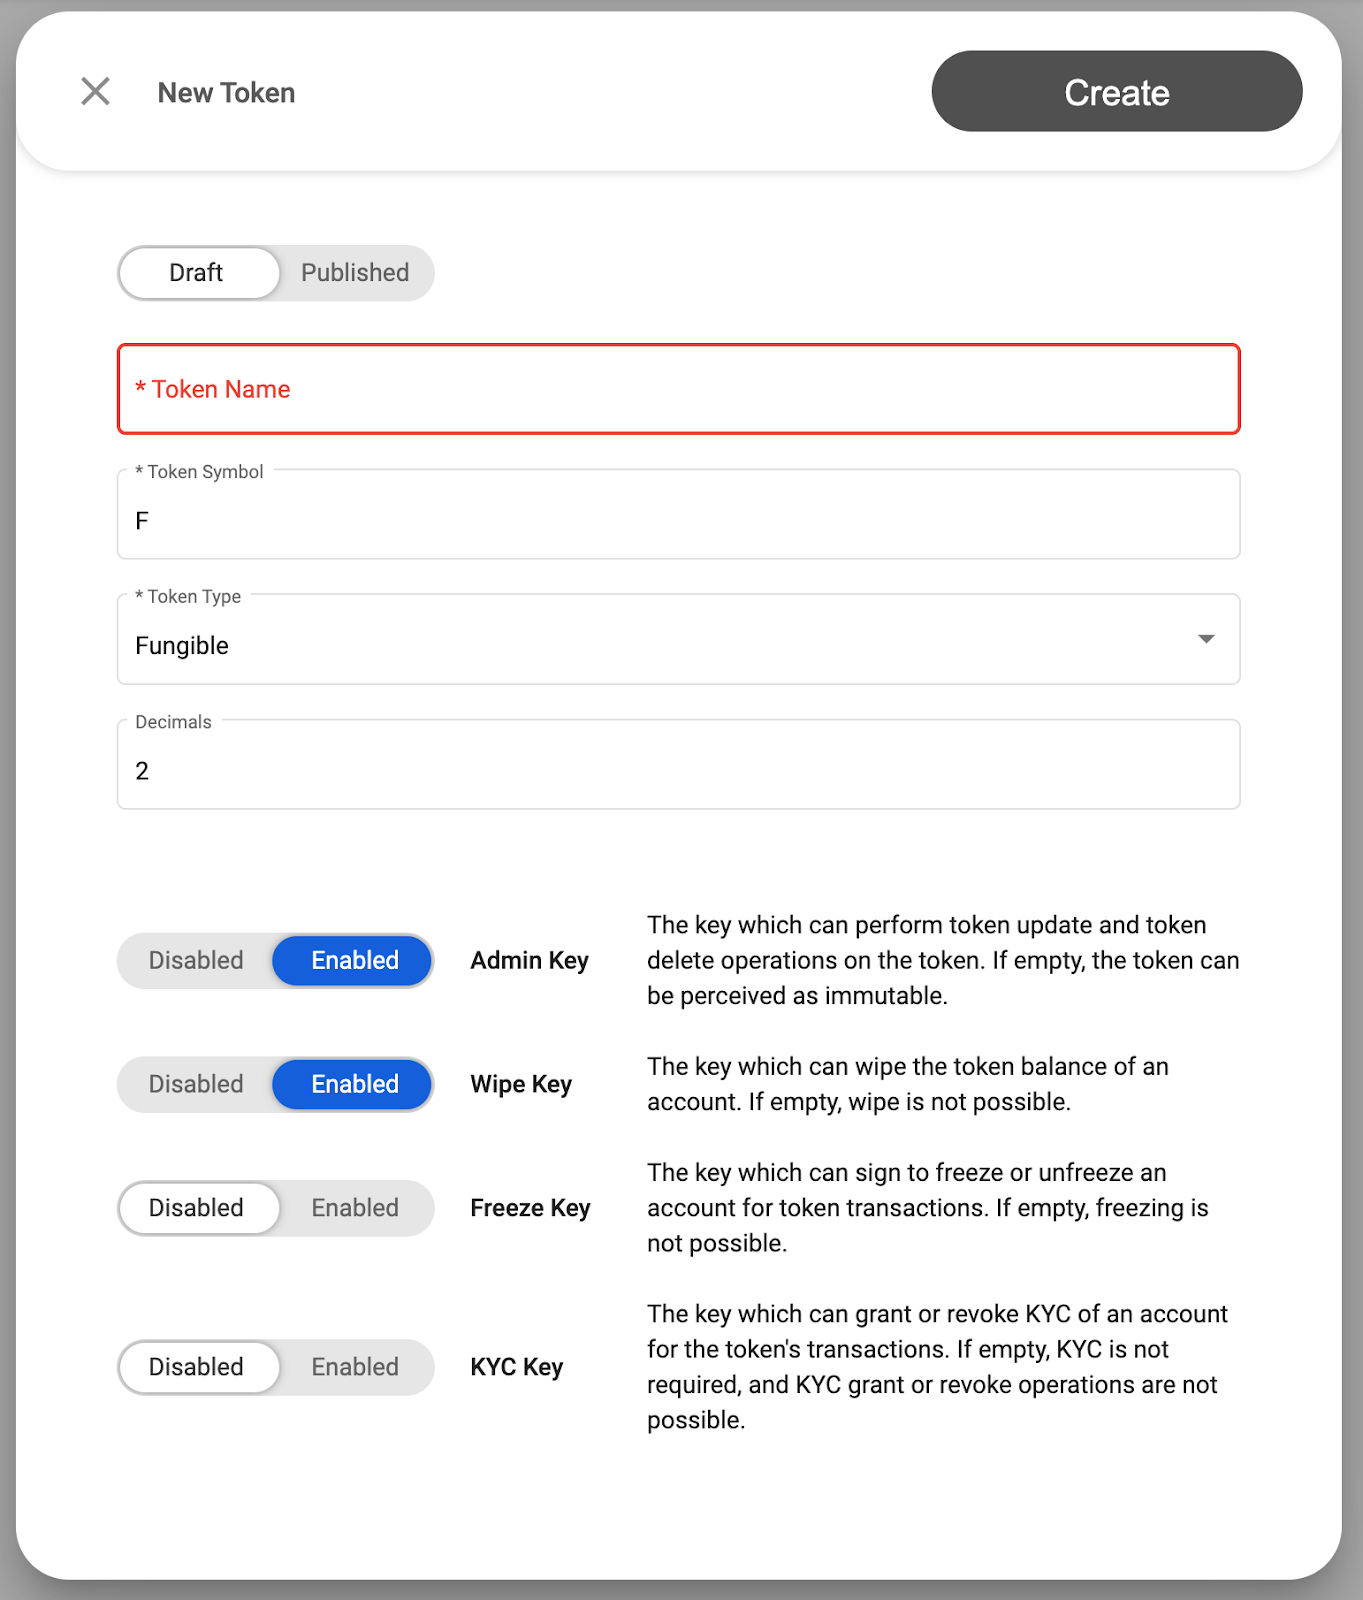 New Token
Create
Draft
Published
* Token Name
* Token Symbol
F
* Token Type
Fungible
Decimals
2
Disabled
Enabled
Admin Key
The key which can perform token update and token
delete operations on the token. If empty, the token can
be perceived as immutable.
Disabled
Enabled
Wipe Key
The key which can wipe the token balance of an
account. If empty, wipe is not possible.
Disabled
Enabled
Freeze Key
The key which can sign to freeze or unfreeze an
account for token transactions. If empty, freezing is
not possible.
Disabled
Enabled
KYC Key
The key which can grant or revoke KYC of an account
for the token's transactions. If empty, KYC is not
required, and KYC grant or revoke operations are not
possible.